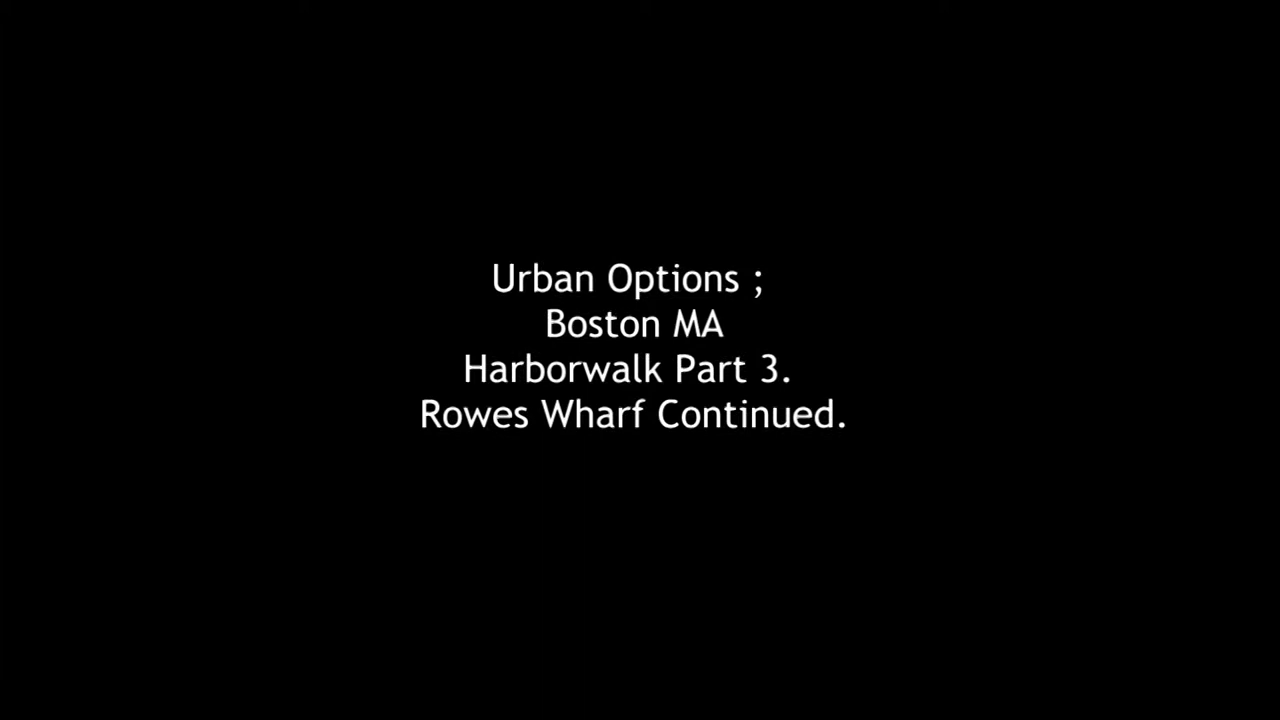 Urban Options ;
Boston MA
Harborwalk Part 3.
Rowes Wharf Continued.